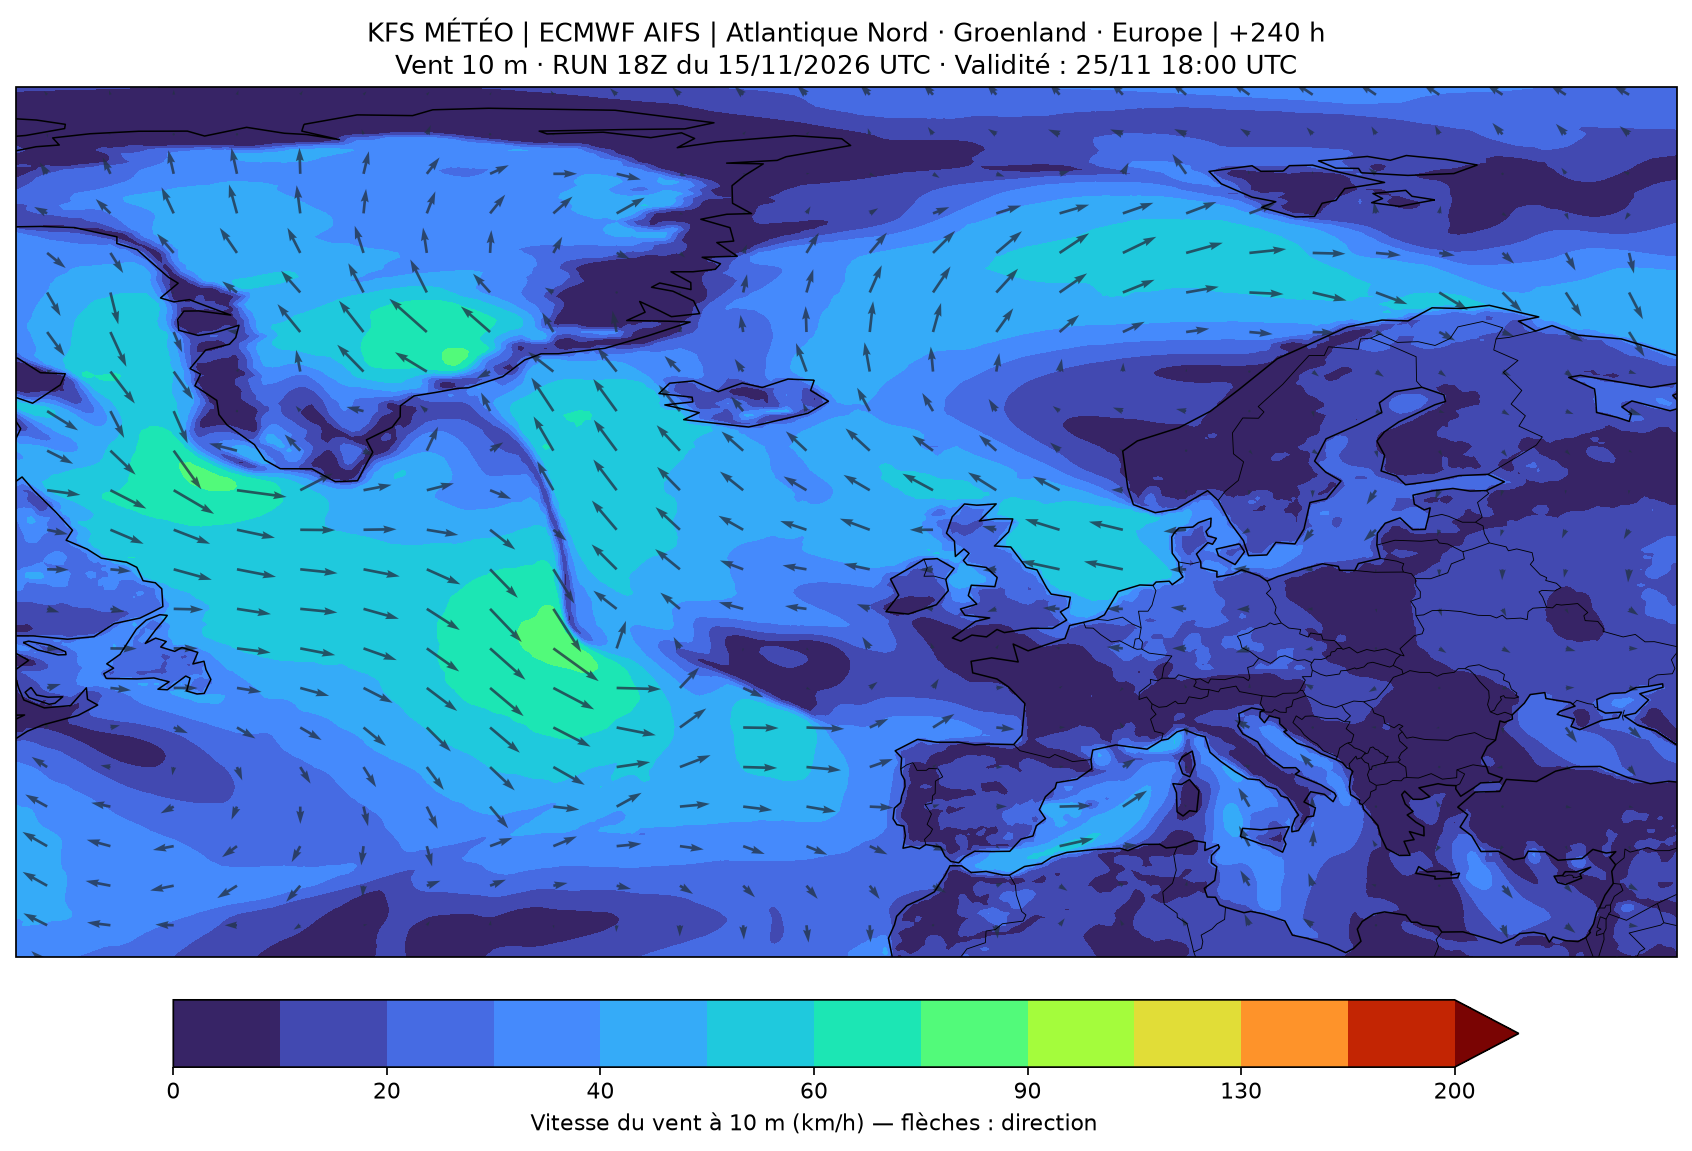 KFS MÉTÉO | ECMWF AIFS | Atlantique Nord · Groenland · Europe | +240 h
Vent 10 m · RUN 18Z du 15/11/2026 UTC · Validité : 25/11 18:00 UTC
0 20 40 60 90 130 200
Vitesse du vent à 10 m (km/h) — flèches : direction